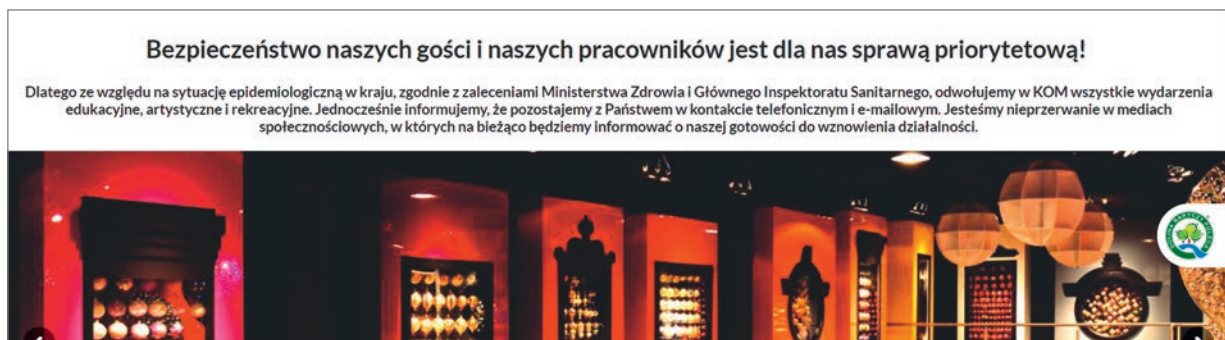 Bezpieczeństwo naszych gości i naszych pracowników jest dla nas sprawą priorytetową!
Dlatego ze względu na sytuację epidemiologiczną w kraju, zgodnie z zaleceniami Ministerstwa Zdrowia i Głównego Inspektoratu Sanitarnego, odwołujemy w KOM wszystkie wydarzenia
edukacyjne, artystyczne i rekreacyjne. Jednocześnie informujemy, że pozostajemy z Państwem w kontakcie telefonicznym i e-mailowym. Jesteśmy nieprzerwanie w mediach
społecznościowych, w których na bieżąco będziemy informować o naszej gotowości do wznowienia działalności.